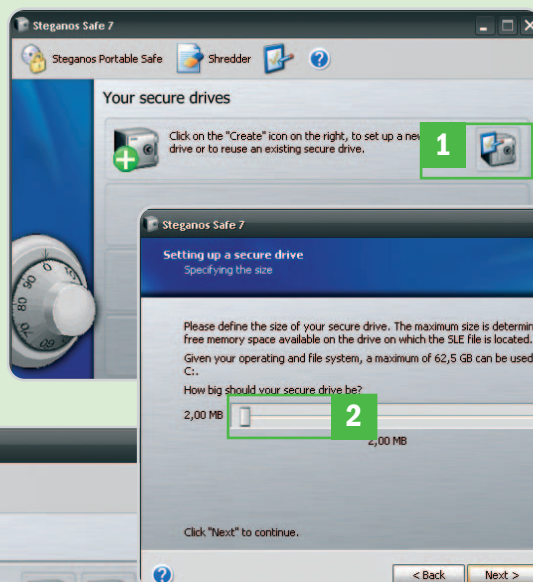 Steganos Safe 7
Steganos Portable Safe
Shredder
Your secure drives
Click on the "Create" icon on the right, to set up a new
drive or to reuse an existing secure drive.
1
0
10
90
80
70
Steganos Safe 7
Setting up a secure drive
Specifying the size
Please define the size of your secure drive. The maximum size is
free memory space available on the drive on which the SLE file is located.
Given your operating and file system, a maximum of 62,5 GB can be used
C:.
How big should your secure drive be?
2,00 MB
2
2,00 MB
Click "Next" to continue.
< Back
Next >